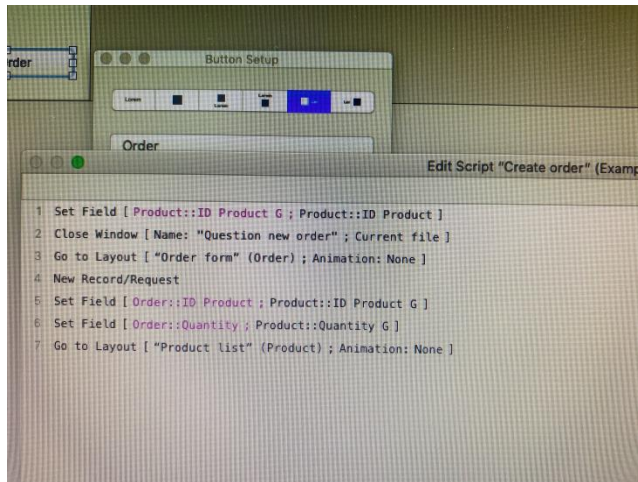 rder
Button Setup
Order
Edit Script "Create order" (Examp
1 Set Field [ Product::ID Product G ; Product::ID Product ]
2 Close Window [ Name: "Question new order" ; Current file ]
3 Go to Layout [ "Order form" (Order) ; Animation: None ]
4 New Record/Request
5 Set Field [ Order::ID Product ; Product::ID Product G ]
6 Set Field [ Order::Quantity ; Product::Quantity G ]
7 Go to Layout [ "Product list" (Product) ; Animation: None ]